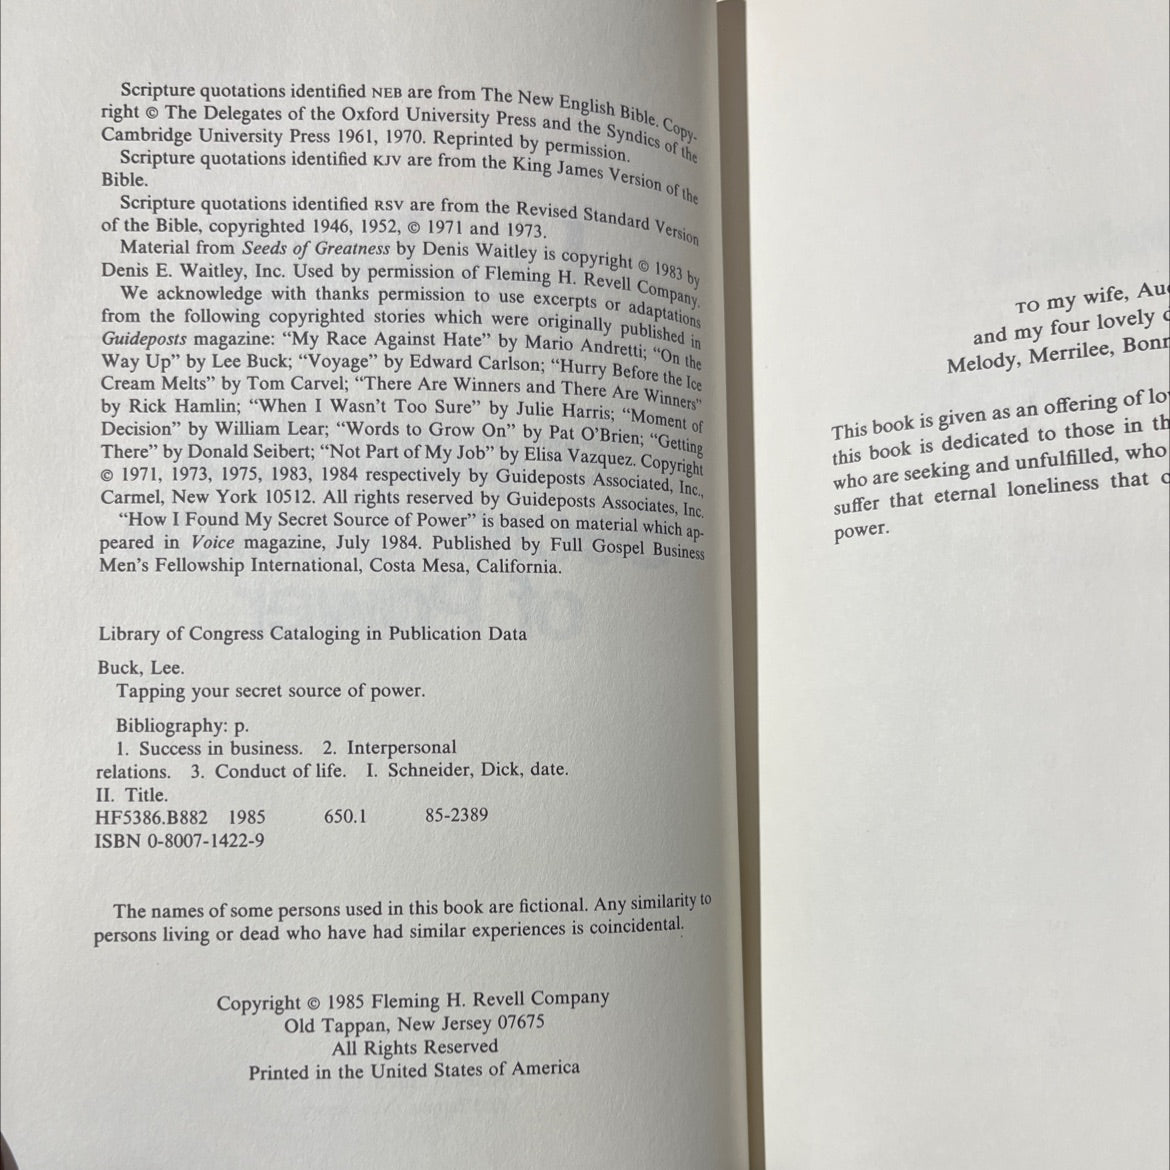 Scripture quotations identified NEB are from The New English Bible. Copy-
right © The Delegates of the Oxford University Press and the Syndics of the
Cambridge University Press 1961, 1970. Reprinted by permission.
Scripture quotations identified KJV are from the King James Version of the
Bible.
Scripture quotations identified RSV are from the Revised Standard Version
of the Bible, copyrighted 1946, 1952, © 1971 and 1973.
Material from Seeds of Greatness by Denis Waitley is copyright © 1983 by
Denis E. Waitley, Inc. Used by permission of Fleming H. Revell Company.
We acknowledge with thanks permission to use excerpts or adaptations
from the following copyrighted stories which were originally published in
Guideposts magazine: "My Race Against Hate" by Mario Andretti; "On the
Way Up" by Lee Buck; "Voyage" by Edward Carlson; "Hurry Before the Ice
Cream Melts" by Tom Carvel; "There Are Winners and There Are Winners"
by Rick Hamlin; "When I Wasn't Too Sure" by Julie Harris; "Moment of
Decision" by William Lear; "Words to Grow On" by Pat O'Brien; "Getting
There" by Donald Seibert; "Not Part of My Job" by Elisa Vazquez. Copyright
© 1971, 1973, 1975, 1983, 1984 respectively by Guideposts Associated, Inc.,
Carmel, New York 10512. All rights reserved by Guideposts Associates, Inc.
"How I Found My Secret Source of Power" is based on material which ap-
peared in Voice magazine, July 1984. Published by Full Gospel Business
Men's Fellowship International, Costa Mesa, California.
Library of Congress Cataloging in Publication Data
Buck, Lee.
Tapping your secret source of power.
Bibliography: p.
1. Success in business. 2. Interpersonal
relations. 3. Conduct of life. I. Schneider, Dick, date.
II. Title.
HF5386.B882 1985 650.1 85-2389
ISBN 0-8007-1422-9
The names of some persons used in this book are fictional. Any similarity to
persons living or dead who have had similar experiences is coincidental.
Copyright © 1985 Fleming H. Revell Company
Old Tappan, New Jersey 07675
All Rights Reserved
Printed in the United States of America
TO my wife,
and my four lovely
Melody, Merrilee,
This book is given as an offering of
this book is dedicated to those in
who are seeking and unfulfilled, who
suffer that eternal loneliness that
power.